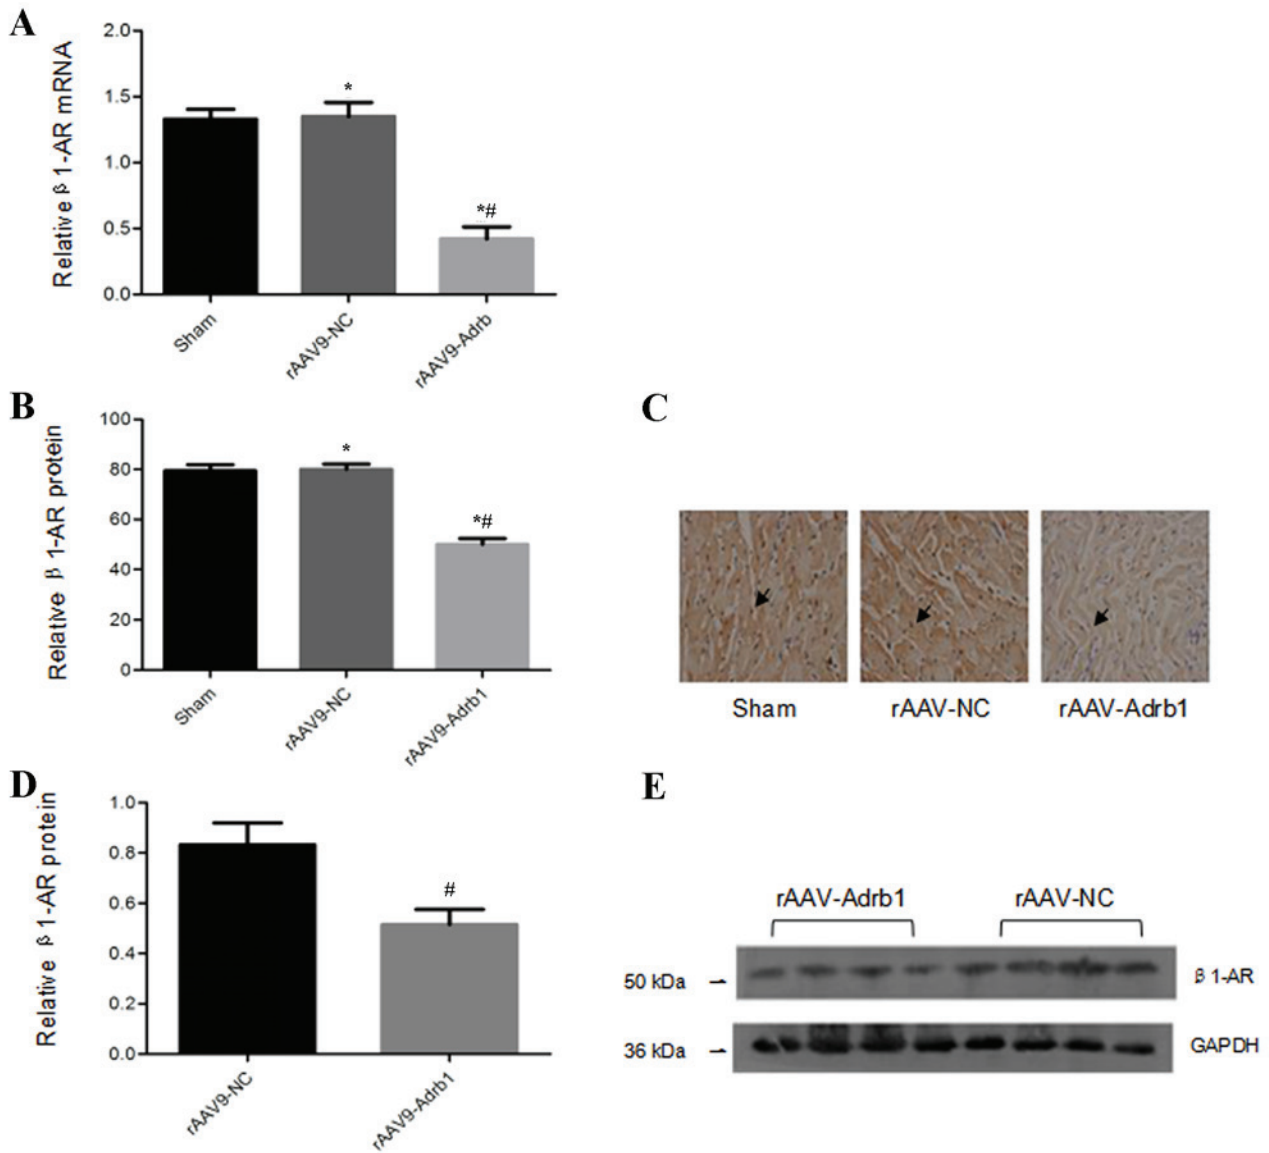 A
Relative β1-AR mRNA
2.0
1.5
1.0
0.5
0.0
*
*#
Sham
rAAV9-NC
rAAV9-Adrb
B
Relative β 1-AR protein
100
80
60
40
20
0
*
*#
Sham
rAAV9-NC
rAAV9-Adrb1
C
Sham
rAAV-NC
rAAV-Adrb1
D
Relative β 1-AR protein
1.0
0.8
0.6
0.4
0.2
0.0
#
rAAV9-NC
rAAV9-Adrb1
E
rAAV-Adrb1
rAAV-NC
50 kDa
β1-AR
36 kDa
GAPDH